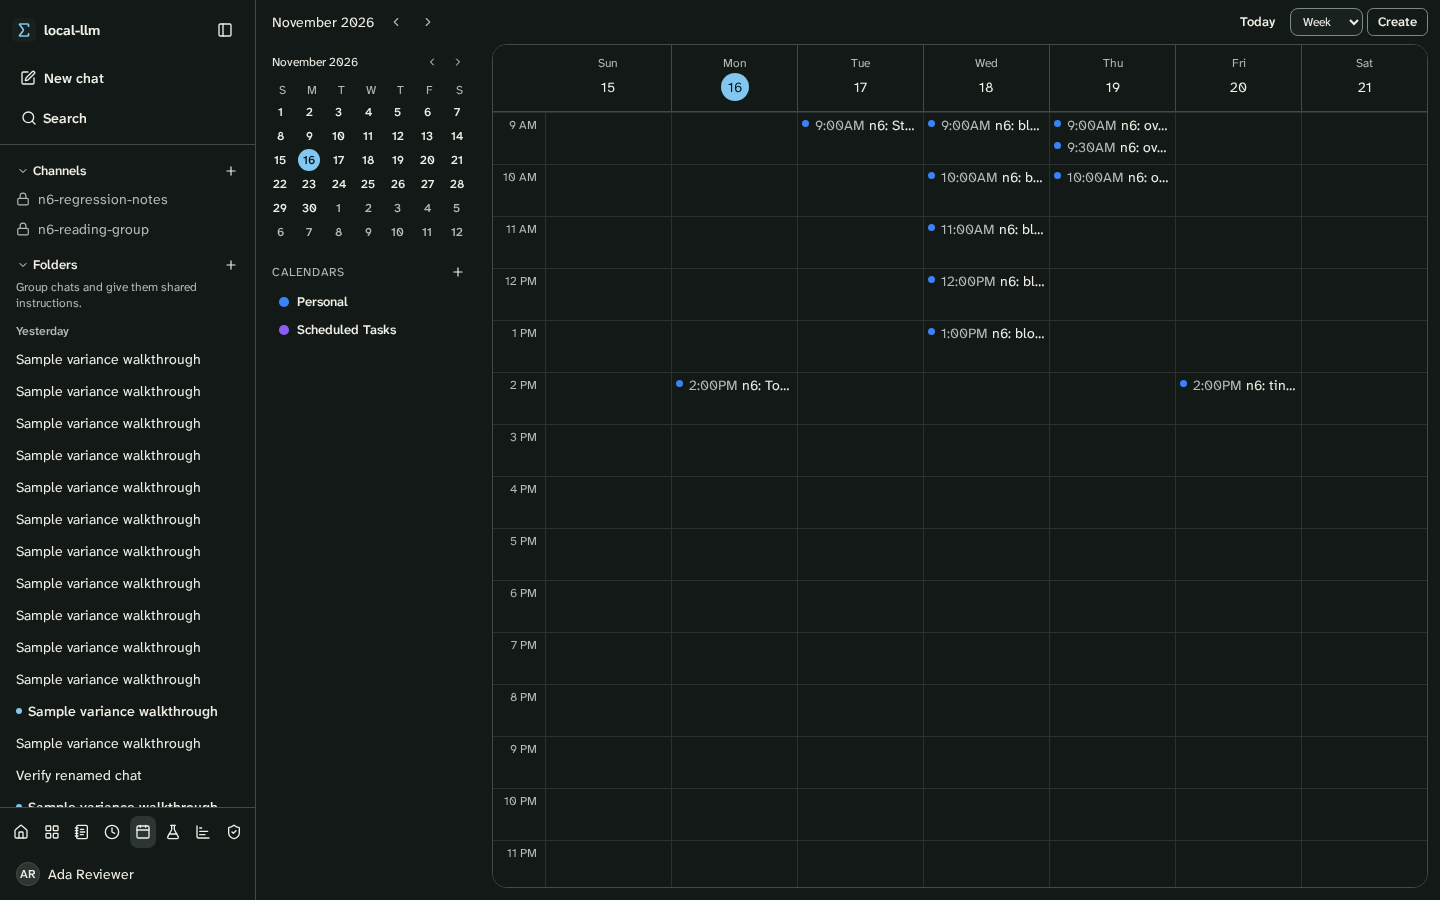 local-llm
New chat
Search
Channels
n6-regression-notes
n6-reading-group
Folders
Group chats and give them shared
instructions.
Yesterday
Sample variance walkthrough
Sample variance walkthrough
Sample variance walkthrough
Sample variance walkthrough
Sample variance walkthrough
Sample variance walkthrough
Sample variance walkthrough
Sample variance walkthrough
Sample variance walkthrough
Sample variance walkthrough
Sample variance walkthrough
Sample variance walkthrough
Sample variance walkthrough
Verify renamed chat
Sample variance walkthrough
AR Ada Reviewer
November 2026
November 2026
S M T W T F S
1 2 3 4 5 6 7
8 9 10 11 12 13 14
15 16 17 18 19 20 21
22 23 24 25 26 27 28
29 30 1 2 3 4 5
6 7 8 9 10 11 12
CALENDARS
Personal
Scheduled Tasks
Today Week Create
Sun Mon Tue Wed Thu Fri Sat
15 16 17 18 19 20 21
9 AM 9:00AM n6: St... 9:00AM n6: bl... 9:00AM n6: ov...
9:30AM n6: ov...
10 AM 10:00AM n6: b... 10:00AM n6: o...
11 AM 11:00AM n6: bl...
12 PM 12:00PM n6: bl...
1 PM 1:00PM n6: blo...
2 PM 2:00PM n6: To... 2:00PM n6: tin...
3 PM
4 PM
5 PM
6 PM
7 PM
8 PM
9 PM
10 PM
11 PM